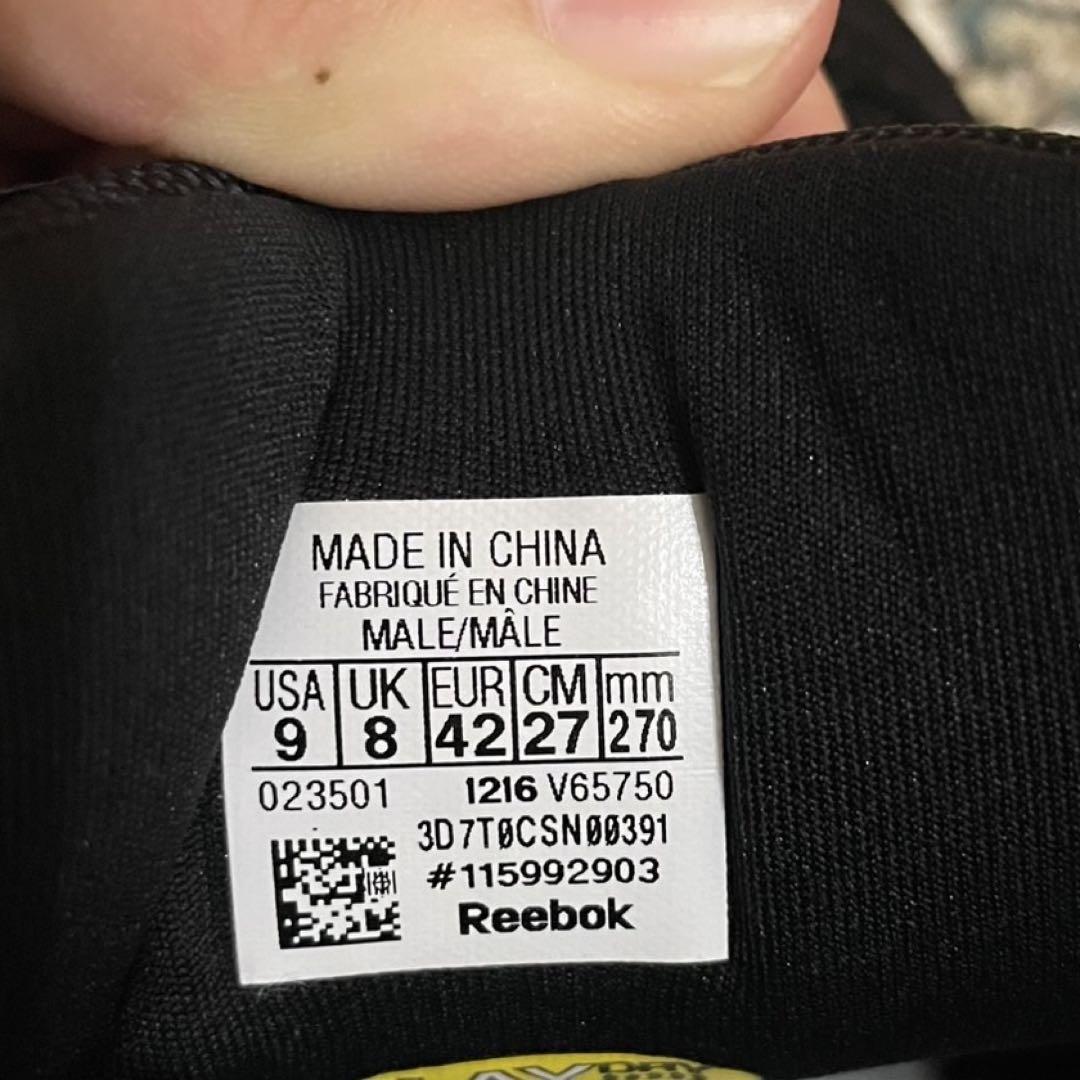 MADE IN CHINA
FABRIQUÉ EN CHINE
MALE/MÂLE
USA UK EUR CM mm
9 8 42 27 270
023501 1216 V65750
3D7T0CSN00391
#115992903
Reebok